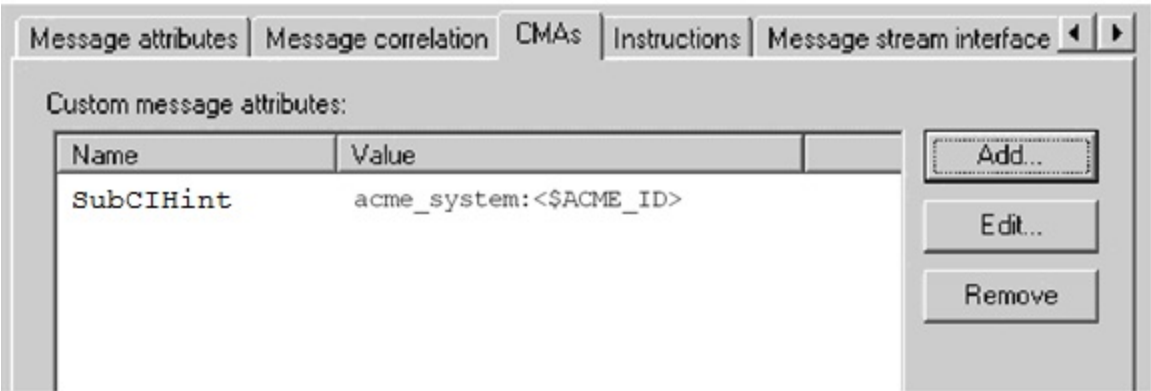 Message attributes Message correlation CMAs Instructions Message stream interface
Custom message attributes:
Name Value
Add...
SubCIHint acme_system:<$ACME_ID>
Edit...
Remove